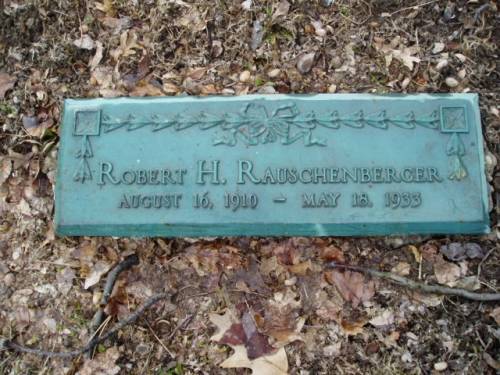 ROBERT H. RAUSCHENBERGER
AUGUST 16, 1910 - MAY 18, 1933